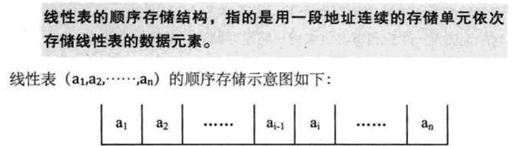 线性表的顺序存储结构，指的是用一段地址连续的存储单元依次
存储线性表的数据元素。
线性表（a₁,a₂,……,aₙ）的顺序存储示意图如下：
a₁ a₂ …… aᵢ₋₁ aᵢ …… aₙ